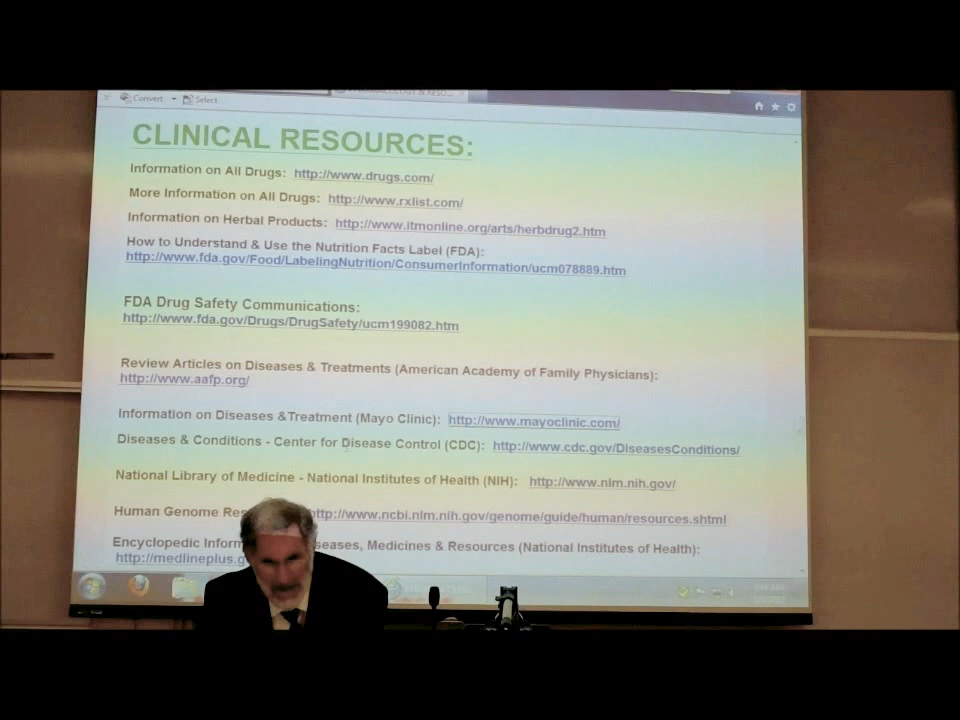 Convert Select
CLINICAL RESOURCES:
Information on All Drugs: http://www.drugs.com/
More Information on All Drugs: http://www.rxlist.com/
Information on Herbal Products: http://www.itmonline.org/arts/herbdrug2.htm
How to Understand & Use the Nutrition Facts Label (FDA):
http://www.fda.gov/Food/LabelingNutrition/ConsumerInformation/ucm078889.htm
FDA Drug Safety Communications:
http://www.fda.gov/Drugs/DrugSafety/ucm199082.htm
Review Articles on Diseases & Treatments (American Academy of Family Physicians):
http://www.aafp.org/
Information on Diseases &Treatment (Mayo Clinic): http://www.mayoclinic.com/
Diseases & Conditions - Center for Disease Control (CDC): http://www.cdc.gov/DiseasesConditions/
National Library of Medicine - National Institutes of Health (NIH): http://www.nlm.nih.gov/
Human Genome Res http://www.ncbi.nlm.nih.gov/genome/guide/human/resources.shtml
Encyclopedic Inform seases, Medicines & Resources (National Institutes of Health):
http://medlineplus.g